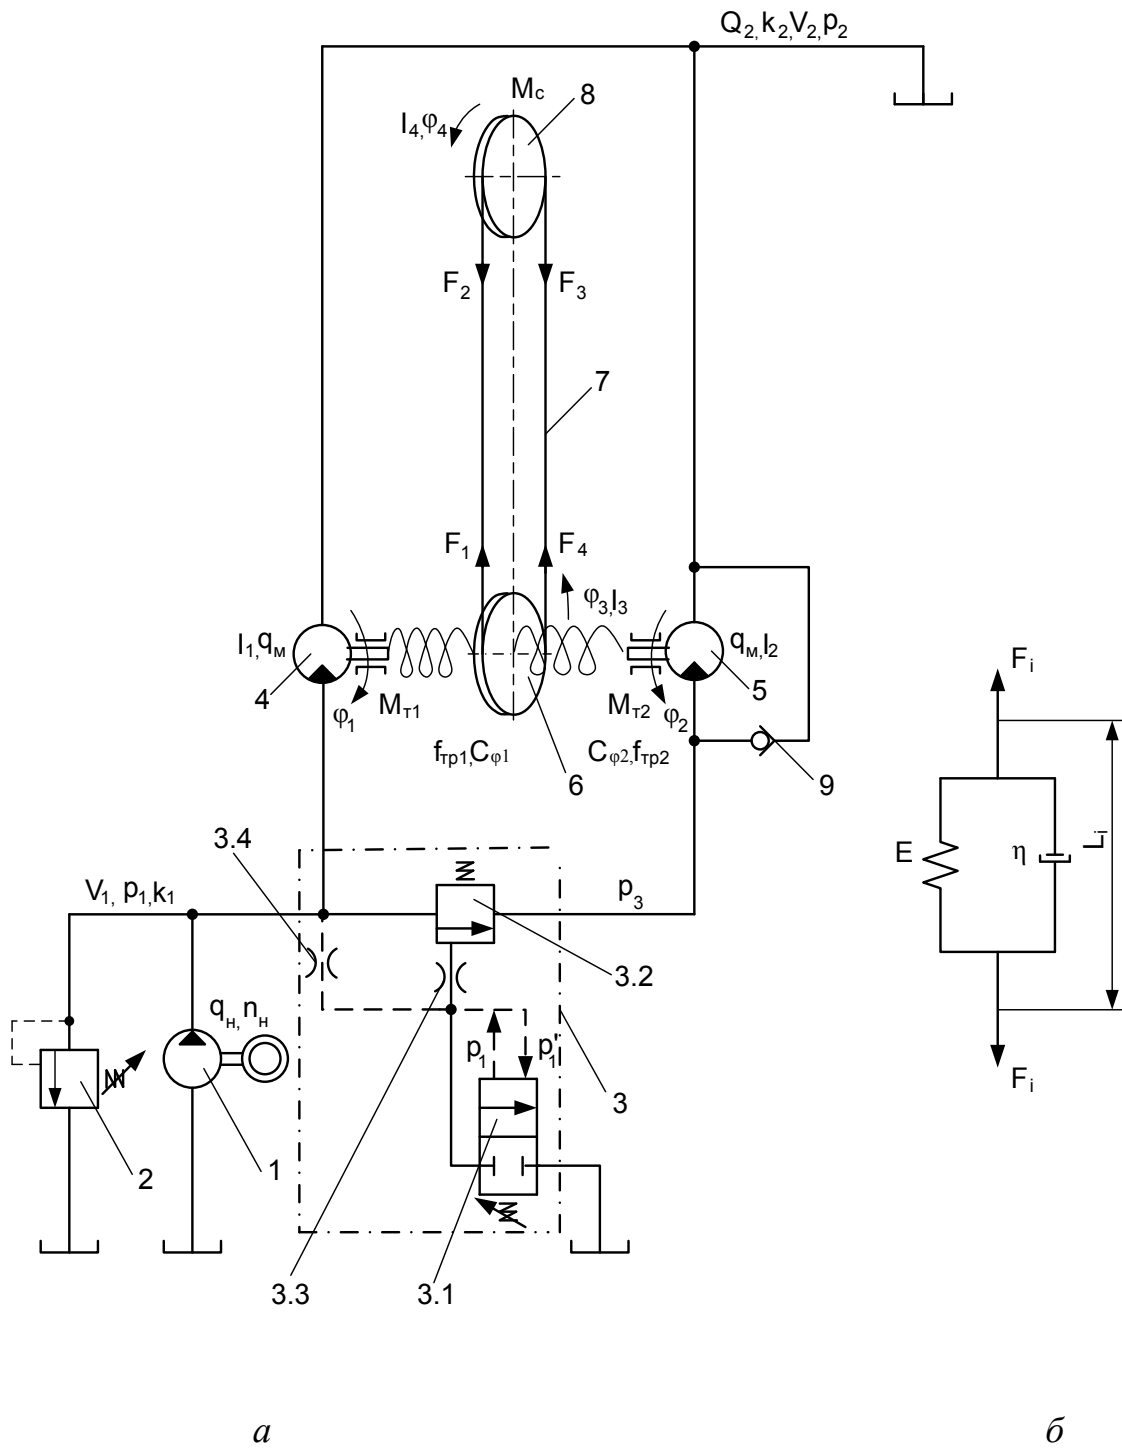 Q₂, k₂, V₂, p₂
Mс
8
I₄, φ₄
F₂
F₃
7
F₁
F₄
φ₃, I₃
I₁, qм
4
φ₁
Mт1
Mт2
φ₂
qм, I₂
5
fтр1, Cφ1
6
Cφ2, fтр2
9
3.4
V₁, p₁, k₁
p₃
3.2
qн, nн
p₁
p₁'
3
2
1
3.3
3.1
Fᵢ
E
η
Lᵢ
Fᵢ
а
б